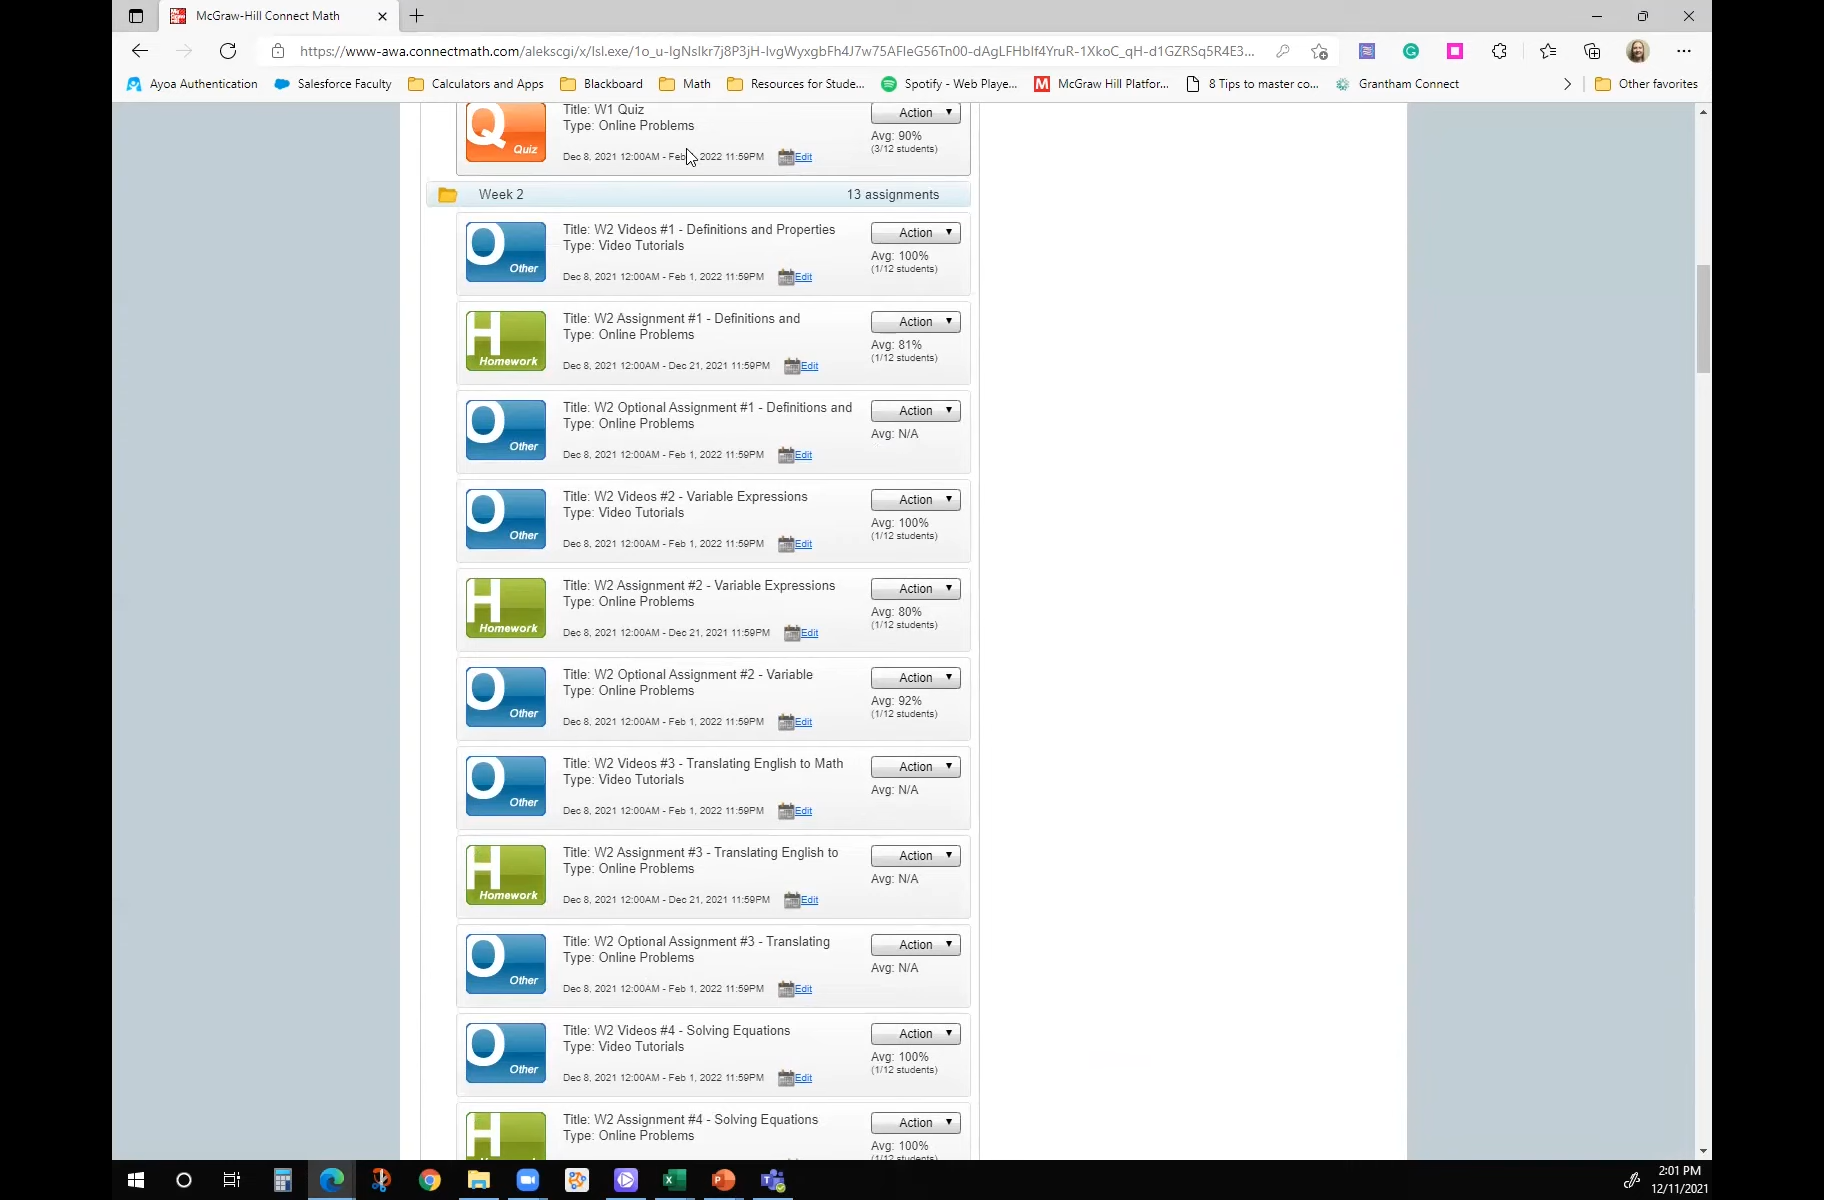 McGraw-Hill Connect Math
https://www-awa.connectmath.com/alekscgi/x/Isl.exe/1o_u-IgNsIkr7j8P3jH-IvgWyxgbFh4J7w75AFIeG56Tn00-dAgLFHbIf4YruR-1XkoC_qH-d1GZRSq5R4E3...
Ayoa Authentication
Salesforce Faculty
Calculators and Apps
Blackboard
Math
Resources for Stude...
Spotify - Web Playe...
McGraw Hill Platfor...
8 Tips to master co...
Grantham Connect
Other favorites
Q Quiz
Title: W1 Quiz
Type: Online Problems
Dec 8, 2021 12:00AM - Feb 2022 11:59PM Edit
Action
Avg: 90%
(3/12 students)
Week 2
13 assignments
O Other
Title: W2 Videos #1 - Definitions and Properties
Type: Video Tutorials
Dec 8, 2021 12:00AM - Feb 1, 2022 11:59PM Edit
Action
Avg: 100%
(1/12 students)
H Homework
Title: W2 Assignment #1 - Definitions and
Type: Online Problems
Dec 8, 2021 12:00AM - Dec 21, 2021 11:59PM Edit
Action
Avg: 81%
(1/12 students)
O Other
Title: W2 Optional Assignment #1 - Definitions and
Type: Online Problems
Dec 8, 2021 12:00AM - Feb 1, 2022 11:59PM Edit
Action
Avg: N/A
O Other
Title: W2 Videos #2 - Variable Expressions
Type: Video Tutorials
Dec 8, 2021 12:00AM - Feb 1, 2022 11:59PM Edit
Action
Avg: 100%
(1/12 students)
H Homework
Title: W2 Assignment #2 - Variable Expressions
Type: Online Problems
Dec 8, 2021 12:00AM - Dec 21, 2021 11:59PM Edit
Action
Avg: 80%
(1/12 students)
O Other
Title: W2 Optional Assignment #2 - Variable
Type: Online Problems
Dec 8, 2021 12:00AM - Feb 1, 2022 11:59PM Edit
Action
Avg: 92%
(1/12 students)
O Other
Title: W2 Videos #3 - Translating English to Math
Type: Video Tutorials
Dec 8, 2021 12:00AM - Feb 1, 2022 11:59PM Edit
Action
Avg: N/A
H Homework
Title: W2 Assignment #3 - Translating English to
Type: Online Problems
Dec 8, 2021 12:00AM - Dec 21, 2021 11:59PM Edit
Action
Avg: N/A
O Other
Title: W2 Optional Assignment #3 - Translating
Type: Online Problems
Dec 8, 2021 12:00AM - Feb 1, 2022 11:59PM Edit
Action
Avg: N/A
O Other
Title: W2 Videos #4 - Solving Equations
Type: Video Tutorials
Dec 8, 2021 12:00AM - Feb 1, 2022 11:59PM Edit
Action
Avg: 100%
(1/12 students)
H
Title: W2 Assignment #4 - Solving Equations
Type: Online Problems
Action
Avg: 100%
(1/12 students)
2:01 PM
12/11/2021